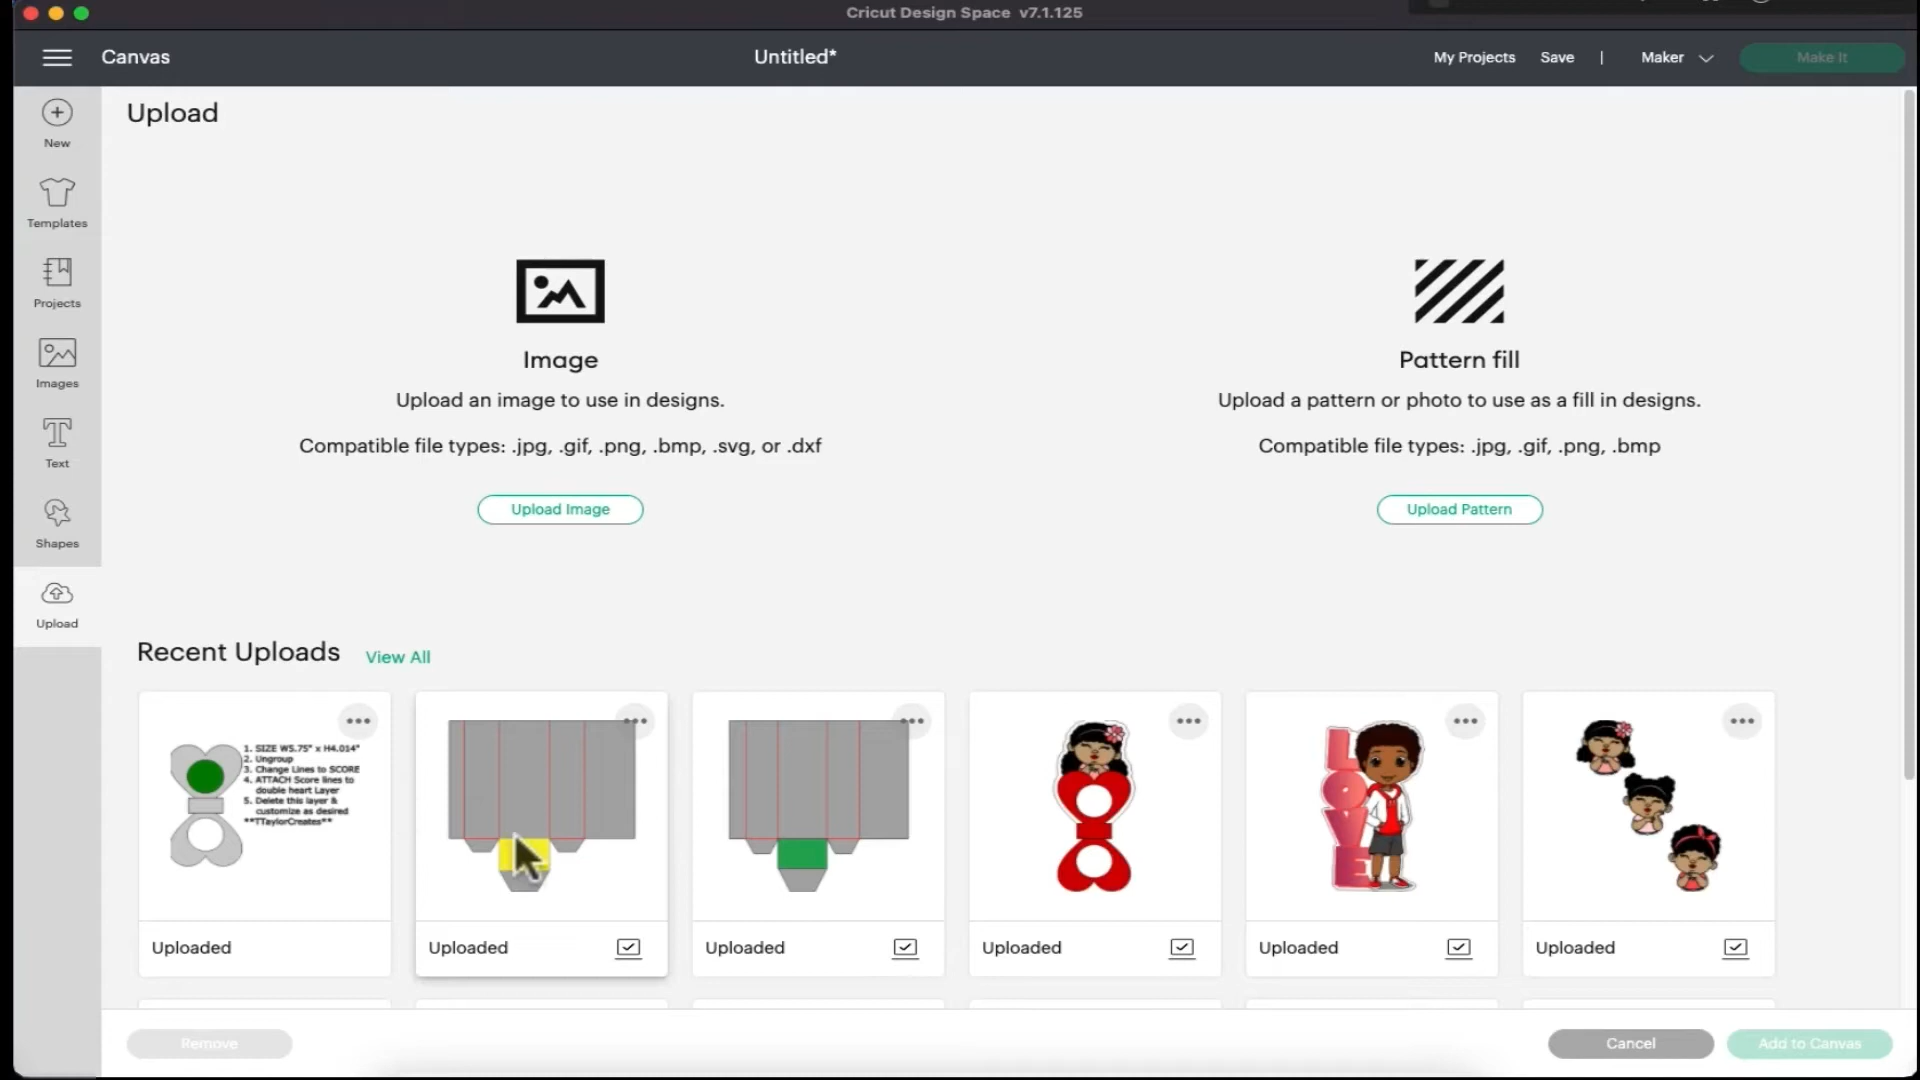 Cricut Design Space v7.1.125
Canvas
Untitled*
My Projects
Save
|
Maker
Make It
New
Templates
Projects
Images
Text
Shapes
Upload
Upload
Image
Upload an image to use in designs.
Compatible file types: .jpg, .gif, .png, .bmp, .svg, or .dxf
Upload Image
Pattern fill
Upload a pattern or photo to use as a fill in designs.
Compatible file types: .jpg, .gif, .png, .bmp
Upload Pattern
Recent Uploads
View All
1. SIZE W5.75" x H4.014"
2. Ungroup
3. Change Lines to SCORE
4. ATTACH Score lines to
double heart Layer
5. Delete this layer &
customize as desired
**TTaylorCreates**
LOVE
Uploaded
Uploaded
Uploaded
Uploaded
Uploaded
Uploaded
Remove
Cancel
Add to Canvas